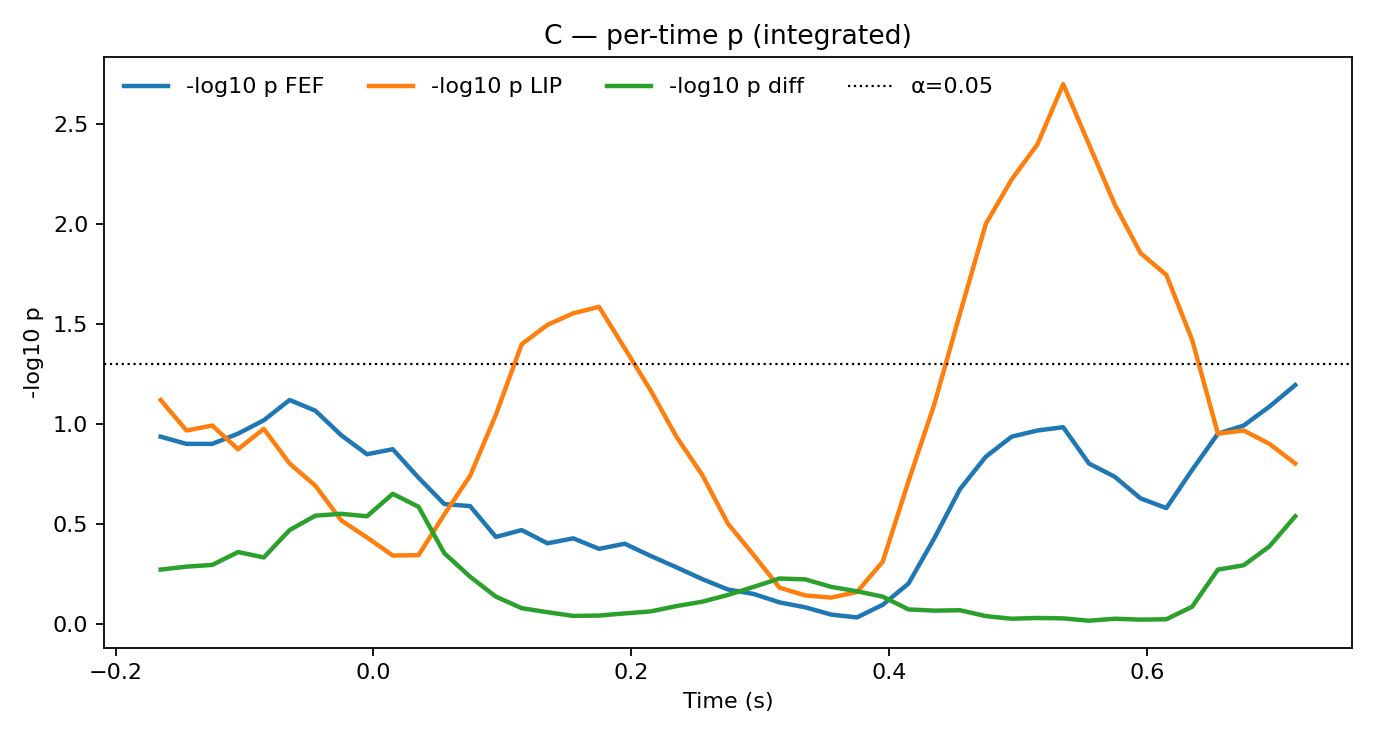 C — per-time p (integrated)
-log10 p FEF -log10 p LIP -log10 p diff α=0.05
-log10 p
2.5
2.0
1.5
1.0
0.5
0.0
−0.2 0.0 0.2 0.4 0.6
Time (s)